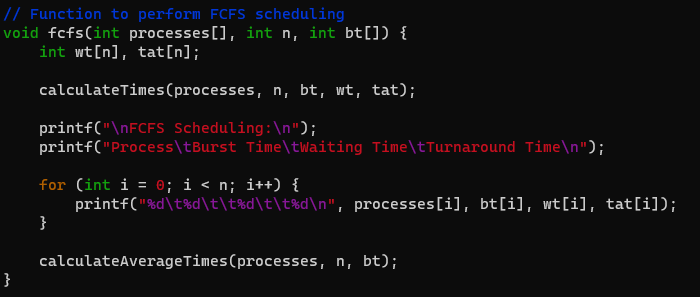 // Function to perform FCFS scheduling
void fcfs(int processes[], int n, int bt[]) {
    int wt[n], tat[n];

    calculateTimes(processes, n, bt, wt, tat);

    printf("\nFCFS Scheduling:\n");
    printf("Process\tBurst Time\tWaiting Time\tTurnaround Time\n");

    for (int i = 0; i < n; i++) {
        printf("%d\t%d\t\t%d\t\t%d\n", processes[i], bt[i], wt[i], tat[i]);
    }

    calculateAverageTimes(processes, n, bt);
}